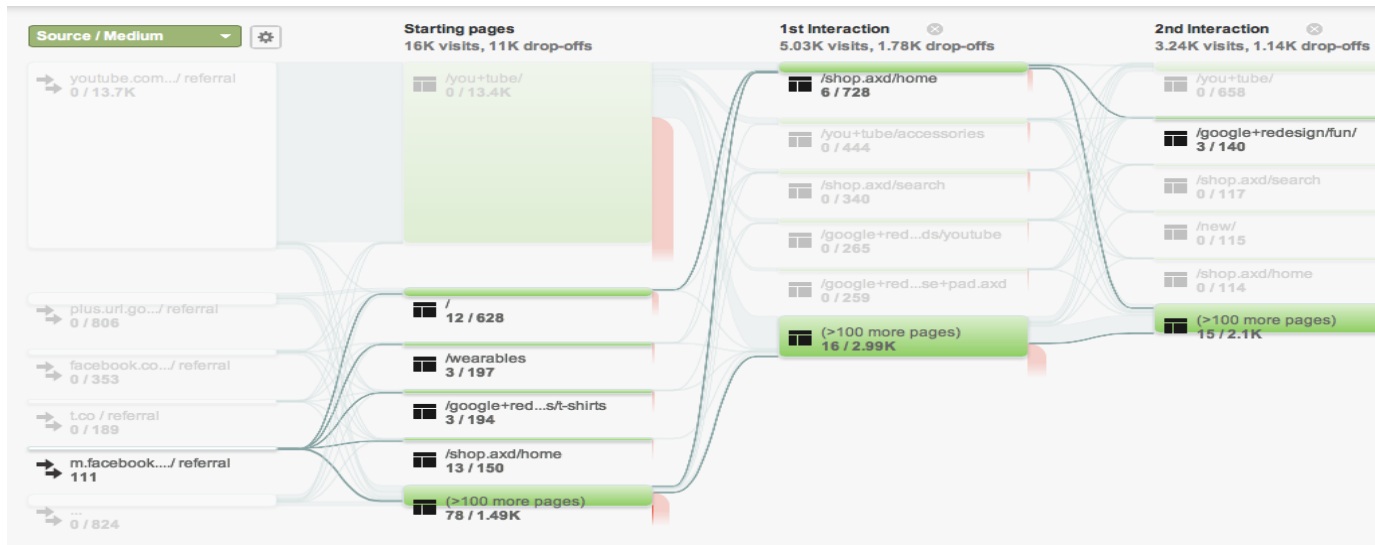 Source / Medium
Starting pages
16K visits, 11K drop-offs
1st Interaction
5.03K visits, 1.78K drop-offs
2nd Interaction
3.24K visits, 1.14K drop-offs
youtube.com.../ referral
0 / 13.7K
plus.url.go.../ referral
0 / 806
facebook.co.../ referral
0 / 353
t.co / referral
0 / 189
m.facebook..../ referral
111
...
0 / 824
/you+tube/
0 / 13.4K
/
12 / 628
/wearables
3 / 197
/google+red...s/t-shirts
3 / 194
/shop.axd/home
13 / 150
(>100 more pages)
78 / 1.49K
/shop.axd/home
6 / 728
/you+tube/accessories
0 / 444
/shop.axd/search
0 / 340
/google+red...ds/youtube
0 / 265
/google+red...se+pad.axd
0 / 259
(>100 more pages)
16 / 2.99K
/you+tube/
0 / 658
/google+redesign/fun/
3 / 140
/shop.axd/search
0 / 117
/new/
0 / 115
/shop.axd/home
0 / 114
(>100 more pages)
15 / 2.1K